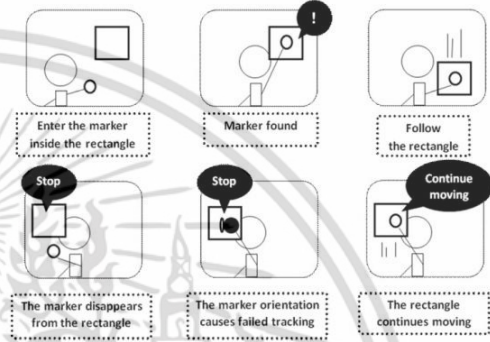 !
Enter the marker
inside the rectangle
Marker found
Follow
the rectangle
Stop
The marker disappears
from the rectangle
Stop
The marker orientation
causes failed tracking
Continue
moving
The rectangle
continues moving